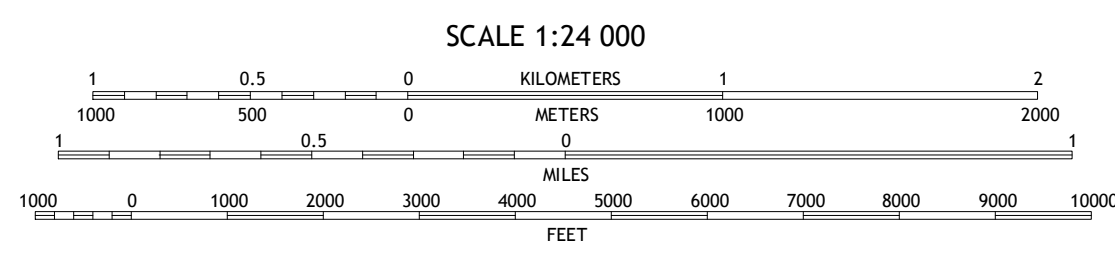 SCALE 1:24 000
1 0.5 0 KILOMETERS 1 2
1000 500 0 METERS 1000 2000
1 0.5 0 1
MILES
1000 0 1000 2000 3000 4000 5000 6000 7000 8000 9000 10000
FEET